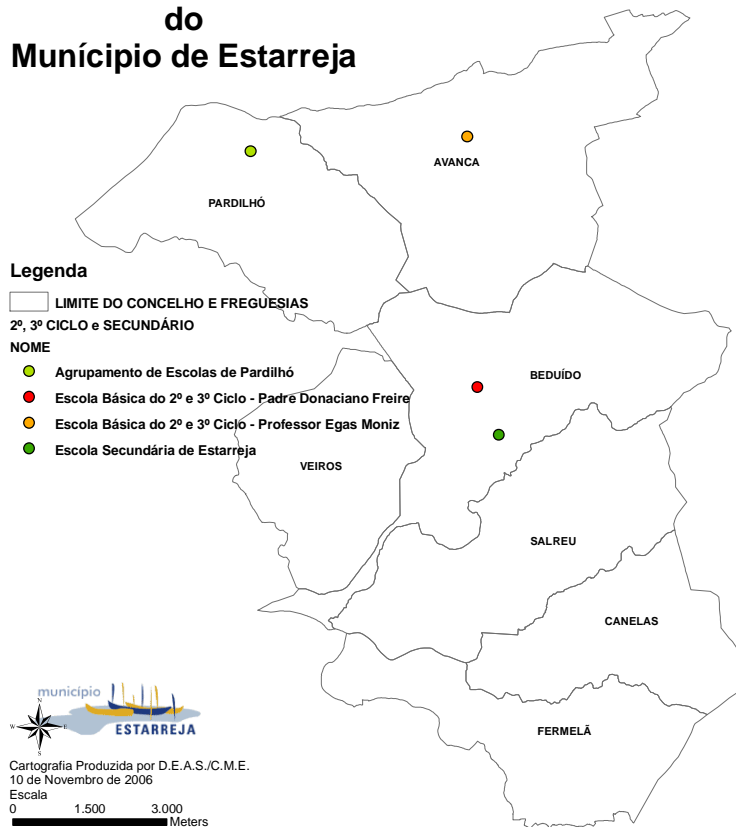 do
Munícipio de Estarreja
AVANCA
PARDILHÓ
Legenda
LIMITE DO CONCELHO E FREGUESIAS
2º, 3º CICLO e SECUNDÁRIO
NOME
Agrupamento de Escolas de Pardilhó
Escola Básica do 2º e 3º Ciclo - Padre Donaciano Freire
Escola Básica do 2º e 3º Ciclo - Professor Egas Moniz
Escola Secundária de Estarreja
BEDUÍDO
VEIROS
SALREU
CANELAS
FERMELÃ
município
ESTARREJA
N
W E
S
Cartografia Produzida por D.E.A.S./C.M.E.
10 de Novembro de 2006
Escala
0 1.500 3.000
Meters